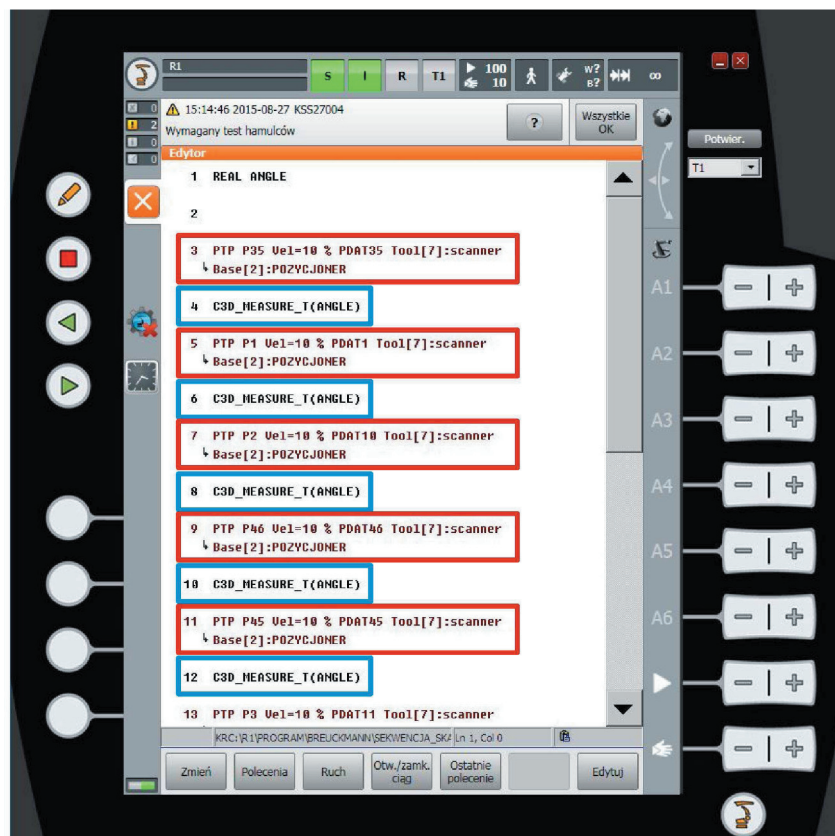 R1
S
I
R
T1
100
10
W?
B?
∞
0
2
0
0
15:14:46 2015-08-27 KSS27004
Wymagany test hamulców
?
Wszystkie
OK
Potwier.
T1
Edytor
1 REAL ANGLE
2
3 PTP P35 Vel=10 % PDAT35 Tool[7]:scanner
Base[2]:POZYCJONER
4 C3D_MEASURE_T(ANGLE)
5 PTP P1 Vel=10 % PDAT1 Tool[7]:scanner
Base[2]:POZYCJONER
6 C3D_MEASURE_T(ANGLE)
7 PTP P2 Vel=10 % PDAT10 Tool[7]:scanner
Base[2]:POZYCJONER
8 C3D_MEASURE_T(ANGLE)
9 PTP P46 Vel=10 % PDAT46 Tool[7]:scanner
Base[2]:POZYCJONER
10 C3D_MEASURE_T(ANGLE)
11 PTP P45 Vel=10 % PDAT45 Tool[7]:scanner
Base[2]:POZYCJONER
12 C3D_MEASURE_T(ANGLE)
13 PTP P3 Vel=10 % PDAT11 Tool[7]:scanner
A1
A2
A3
A4
A5
A6
KRC:\R1\PROGRAM\BREUCKMANN\SEKWENCJA_SKA
Ln 1, Col 0
Zmień
Polecenia
Ruch
Otw./zamk.
ciąg
Ostatnie
polecenie
Edytuj